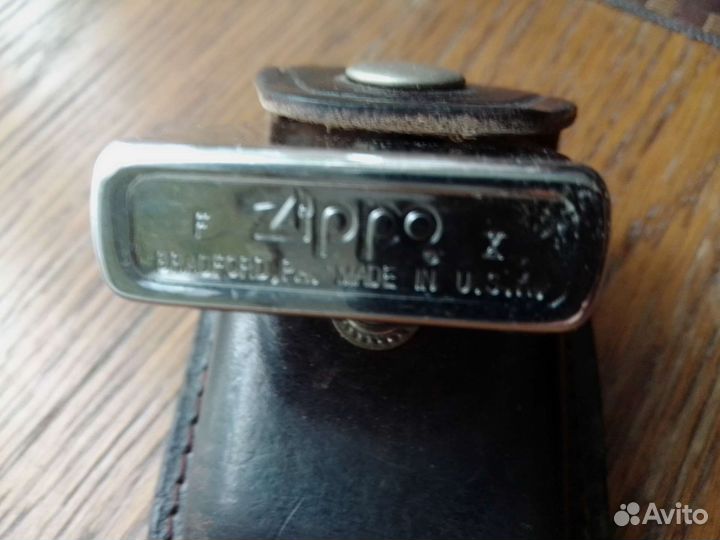 F Zippo® X
BRADFORD, PA. MADE IN U.S.A.
Avito